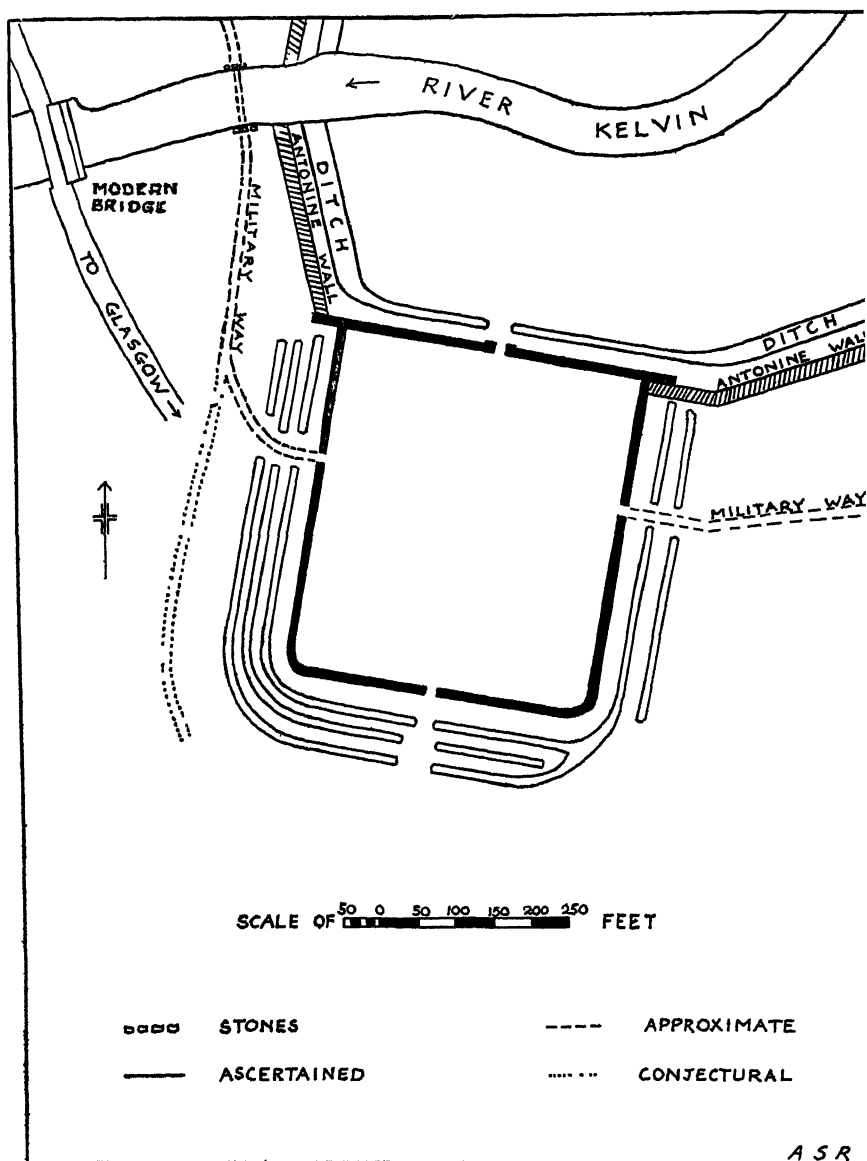 RIVER KELVIN
MODERN
BRIDGE
TO GLASGOW
MILITARY WAY
ANTONINE WALL
DITCH
DITCH
ANTONINE WALL
MILITARY WAY
SCALE OF 50 0 50 100 150 200 250 FEET
STONES
APPROXIMATE
ASCERTAINED
CONJECTURAL
A S R